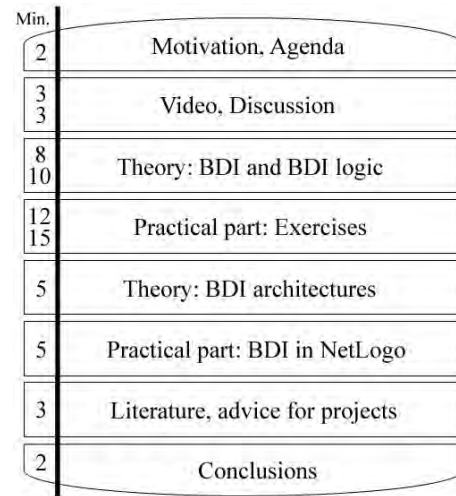 Min.
2 Motivation, Agenda
3
3 Video, Discussion
8
10 Theory: BDI and BDI logic
12
15 Practical part: Exercises
5 Theory: BDI architectures
5 Practical part: BDI in NetLogo
3 Literature, advice for projects
2 Conclusions